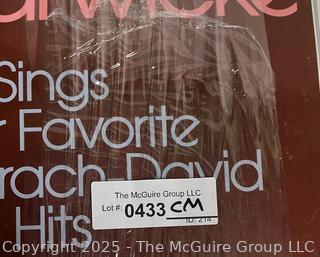 arwicke
Sings
r Favorite
rach-David
Hits
The McGuire Group LLC
Lot #: 0433 CM
ID: 214
Copyright © 2025 - The McGuire Group LLC